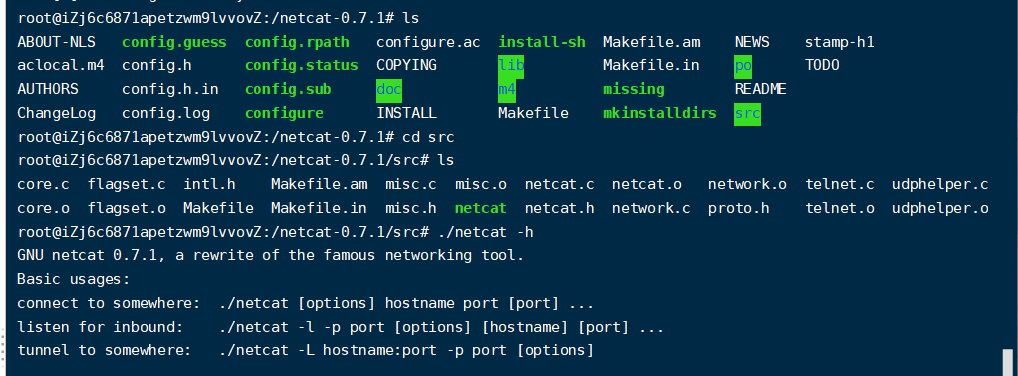 root@iZj6c6871apetzwm9lvvovZ:/netcat-0.7.1# ls
ABOUT-NLS config.guess config.rpath configure.ac install-sh Makefile.am NEWS stamp-h1
aclocal.m4 config.h config.status COPYING lib Makefile.in po TODO
AUTHORS config.h.in config.sub doc m4 missing README
ChangeLog config.log configure INSTALL Makefile mkinstalldirs src
root@iZj6c6871apetzwm9lvvovZ:/netcat-0.7.1# cd src
root@iZj6c6871apetzwm9lvvovZ:/netcat-0.7.1/src# ls
core.c flagset.c intl.h Makefile.am misc.c misc.o netcat.c netcat.o network.o telnet.c udphelper.c
core.o flagset.o Makefile Makefile.in misc.h netcat netcat.h network.c proto.h telnet.o udphelper.o
root@iZj6c6871apetzwm9lvvovZ:/netcat-0.7.1/src# ./netcat -h
GNU netcat 0.7.1, a rewrite of the famous networking tool.
Basic usages:
connect to somewhere: ./netcat [options] hostname port [port] ...
listen for inbound: ./netcat -l -p port [options] [hostname] [port] ...
tunnel to somewhere: ./netcat -L hostname:port -p port [options]